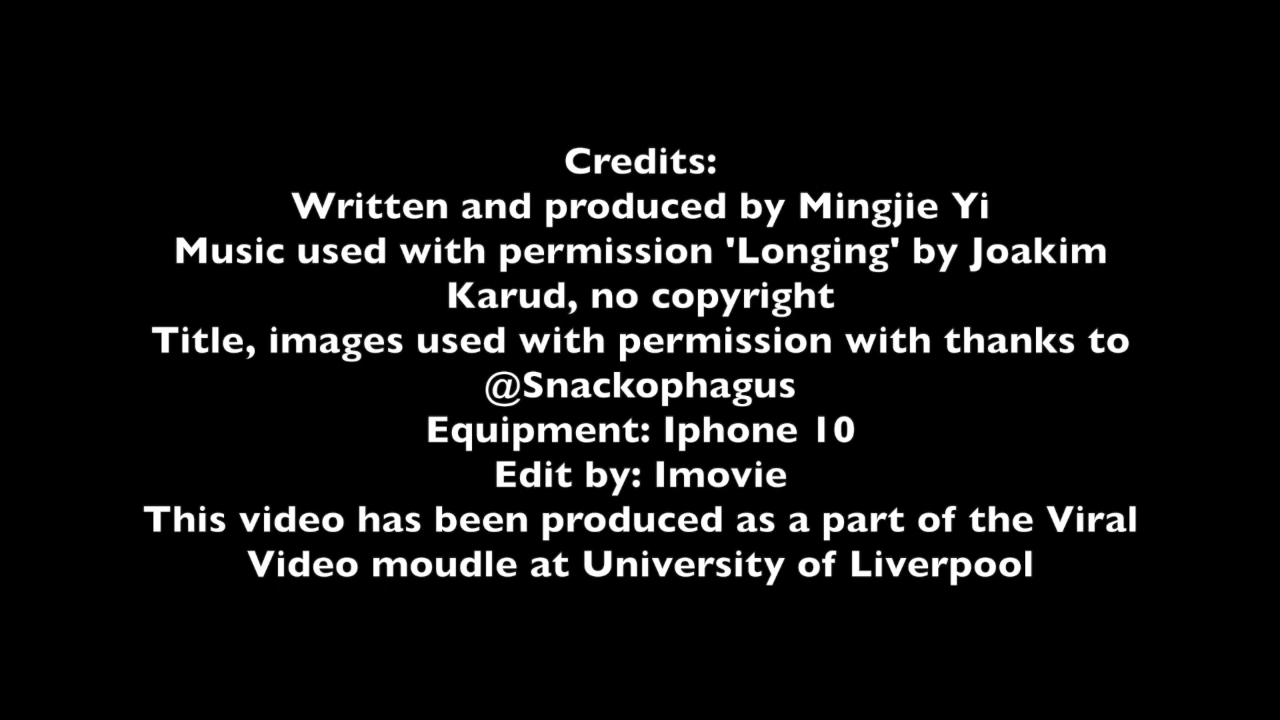 Credits:
Written and produced by Mingjie Yi
Music used with permission 'Longing' by Joakim
Karud, no copyright
Title, images used with permission with thanks to
@Snackophagus
Equipment: Iphone 10
Edit by: Imovie
This video has been produced as a part of the Viral
Video moudle at University of Liverpool